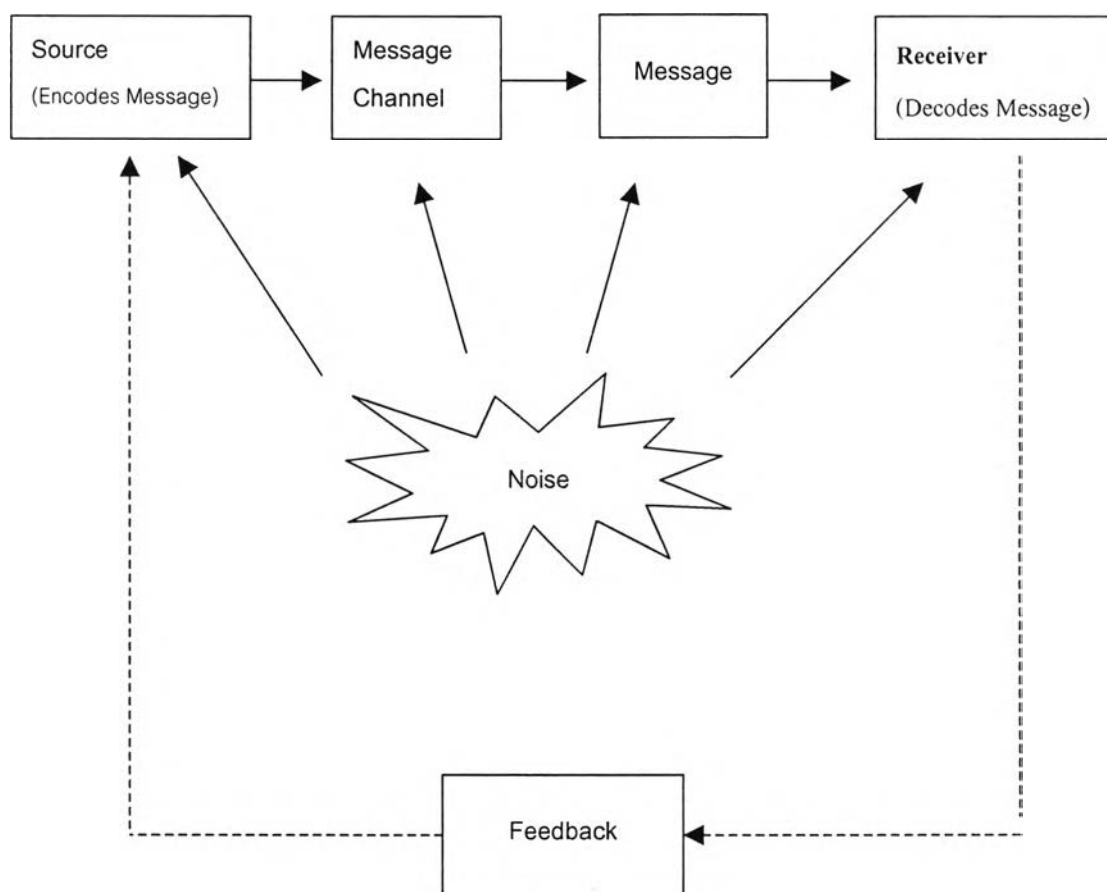 Source
(Encodes Message)
Message
Channel
Message
Receiver
(Decodes Message)
Noise
Feedback